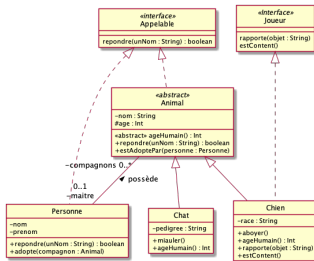 «interface»
Appelable
repondre(unNom : String) : boolean
«interface»
Joueur
rapporte(objet : String)
estContent()
«abstract»
Animal
~nom : String
#age : Int
«abstract» ageHumain() : Int
+repondre(unNom : String) : boolean
+estAdoptePar(personne : Personne)
~compagnons 0..*
possède
0..1
~maitre
Personne
~nom
~prenom
+repondre(unNom : String) : boolean
+adopte(compagnon : Animal)
Chat
~pedigree : String
+miauler()
+ageHumain() : Int
Chien
~race : String
+aboyer()
+ageHumain() : Int
+rapporte(objet : String)
+estContent()